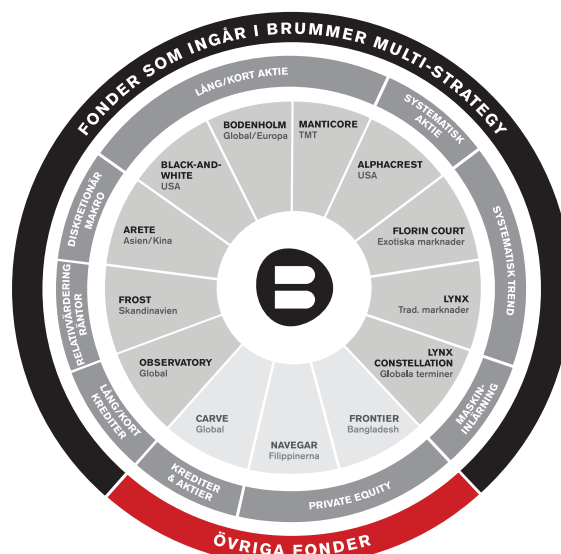 FONDER SOM INGÅR I BRUMMER MULTI-STRATEGY
LÅNG/KORT AKTIE
SYSTEMATISK
AKTIE
SYSTEMATISK TREND
MASKIN-
INLÄRNING
PRIVATE EQUITY
KREDITER
& AKTIER
LÅNG/KORT
KREDITER
RELATIVVÄRDERING
RÄNTOR
DISKRETIONÄR
MAKRO
BODENHOLM
Global/Europa
MANTICORE
TMT
ALPHACREST
USA
FLORIN COURT
Exotiska marknader
LYNX
Trad. marknader
LYNX
CONSTELLATION
Globala terminer
FRONTIER
Bangladesh
NAVEGAR
Filippinerna
CARVE
Global
OBSERVATORY
Global
FROST
Skandinavien
ARETE
Asien/Kina
BLACK-AND-
WHITE
USA
B
ÖVRIGA FONDER